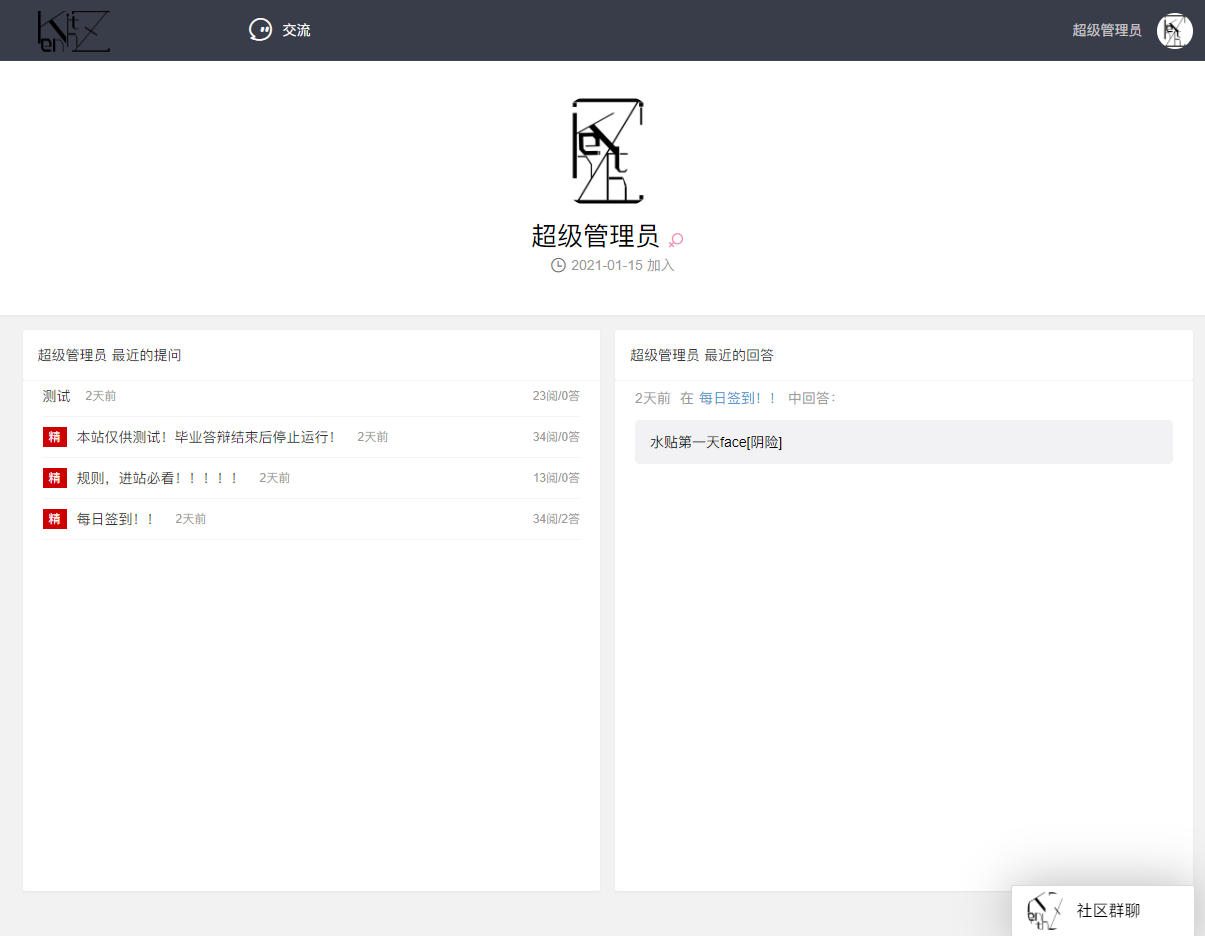 交流
超级管理员
超级管理员
2021-01-15 加入
超级管理员 最近的提问
测试 2天前 23阅/0答
精 本站仅供测试！毕业答辩结束后停止运行！ 2天前 34阅/0答
精 规则，进站必看！！！！！ 2天前 13阅/0答
精 每日签到！！ 2天前 34阅/2答
超级管理员 最近的回答
2天前 在 每日签到！！ 中回答：
水贴第一天face[阴险]
社区群聊